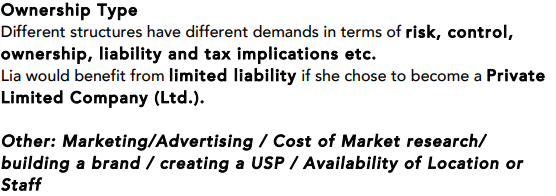 Ownership Type
Different structures have different demands in terms of risk, control,
ownership, liability and tax implications etc.
Lia would benefit from limited liability if she chose to become a Private
Limited Company (Ltd.).
Other: Marketing/Advertising / Cost of Market research/
building a brand / creating a USP / Availability of Location or
Staff